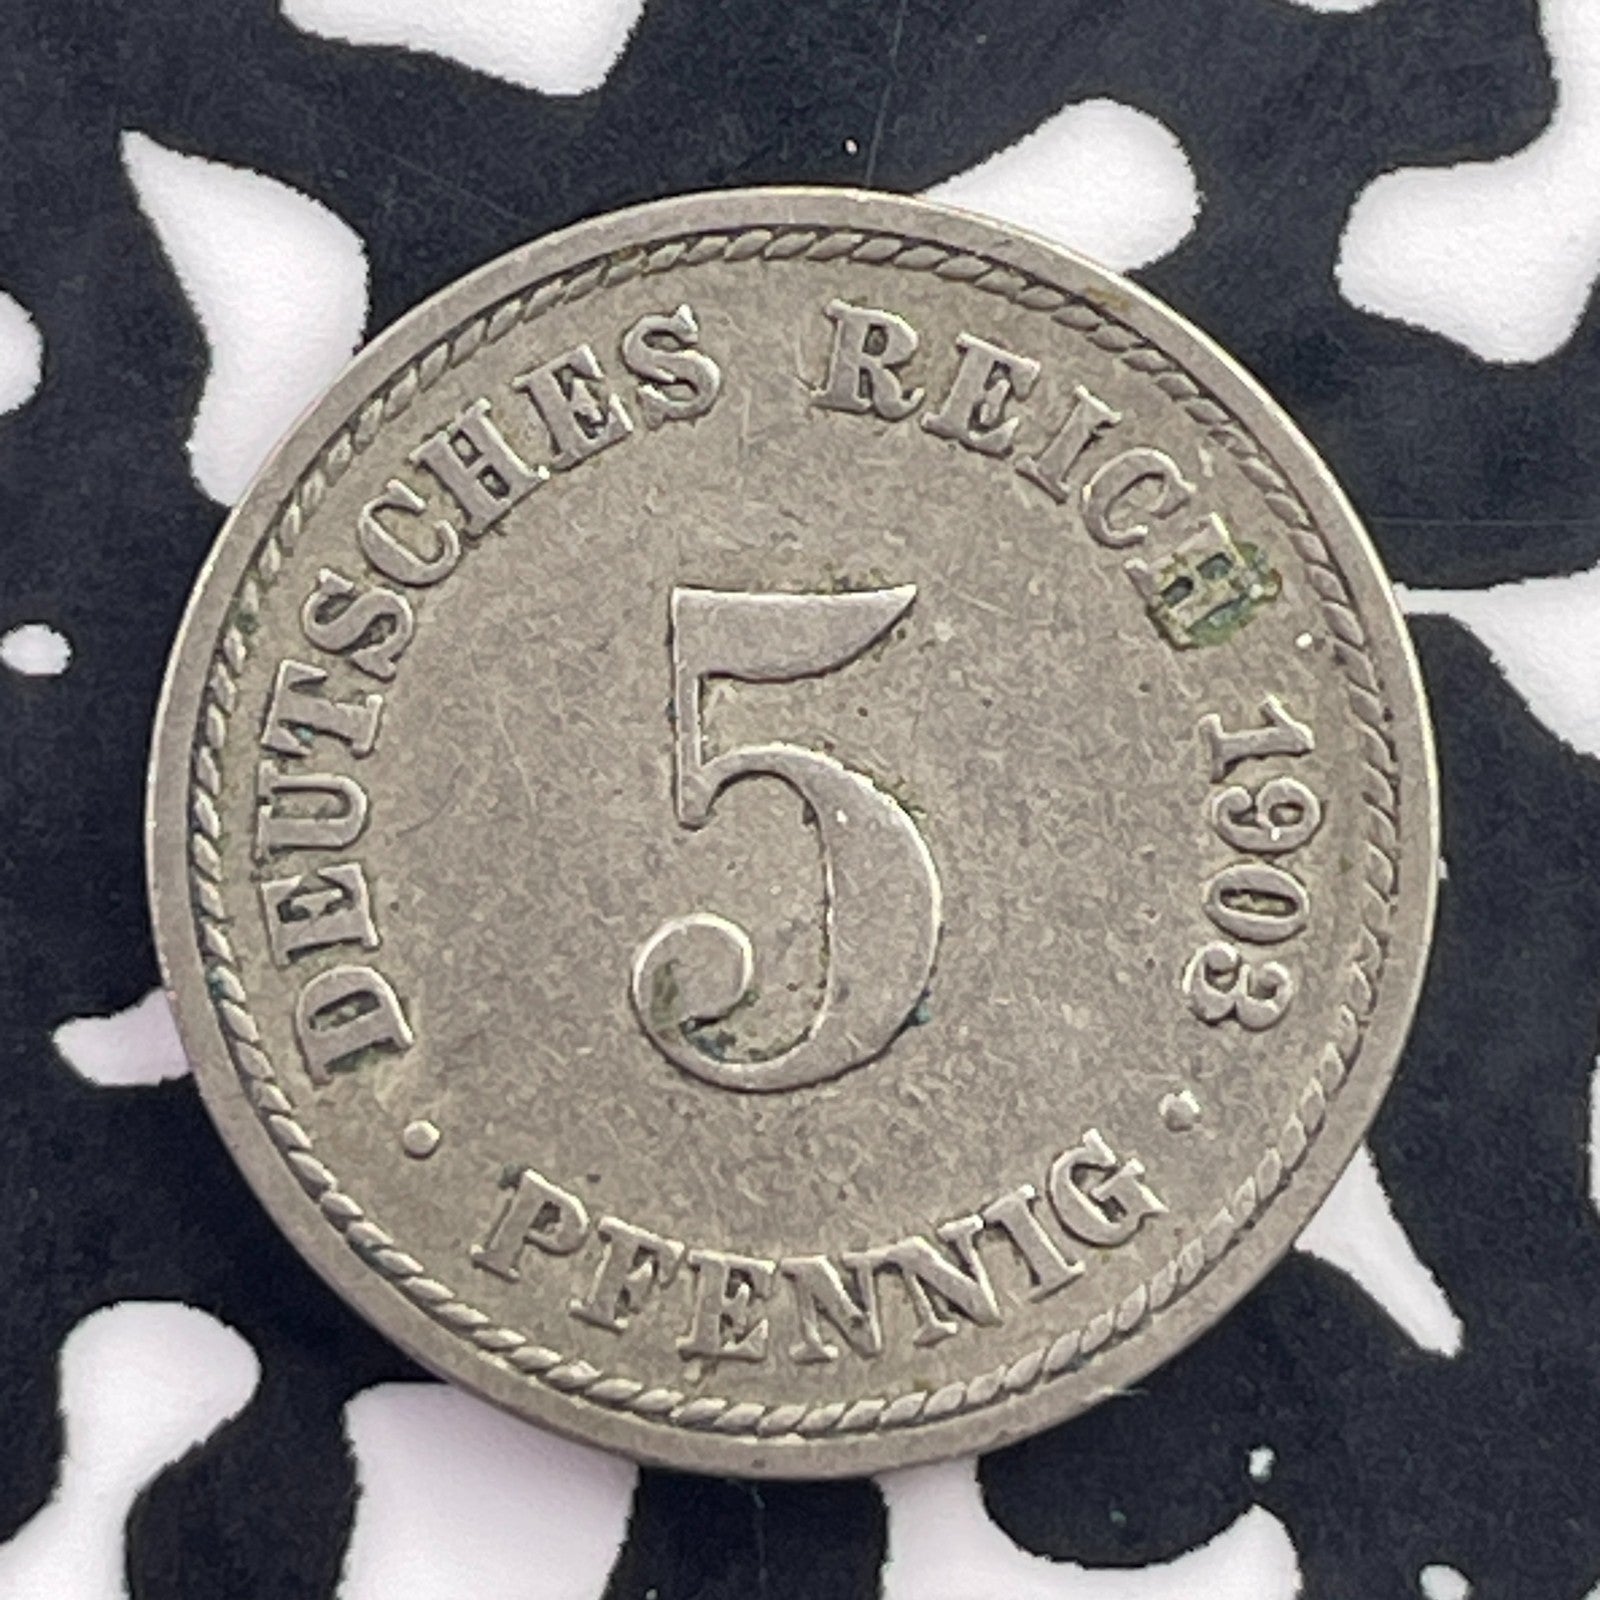 DEUTSCHES REICH 1903
5
· PFENNIG ·